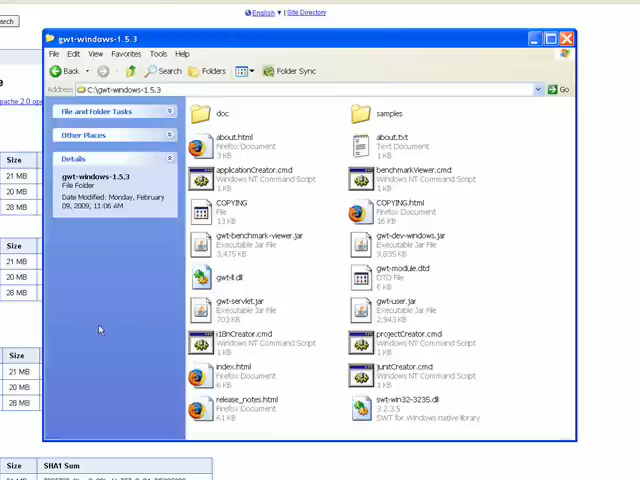 English | Site Directory
earch
gwt-windows-1.5.3
File Edit View Favorites Tools Help
Back Search Folders Folder Sync
Address C:\gwt-windows-1.5.3 Go
pache 2.0 ope
File and Folder Tasks
Other Places
Details
gwt-windows-1.5.3
File Folder
Date Modified: Monday, February
09, 2009, 11:06 AM
doc
samples
about.html
Firefox Document
3 KB
about.txt
Text Document
1 KB
applicationCreator.cmd
Windows NT Command Script
1 KB
benchmarkViewer.cmd
Windows NT Command Script
1 KB
COPYING
File
13 KB
COPYING.html
Firefox Document
16 KB
gwt-benchmark-viewer.jar
Executable Jar File
3,475 KB
gwt-dev-windows.jar
Executable Jar File
9,835 KB
gwt-ll.dll
gwt-module.dtd
DTD File
6 KB
gwt-servlet.jar
Executable Jar File
703 KB
gwt-user.jar
Executable Jar File
2,943 KB
i18nCreator.cmd
Windows NT Command Script
1 KB
projectCreator.cmd
Windows NT Command Script
1 KB
index.html
Firefox Document
6 KB
junitCreator.cmd
Windows NT Command Script
1 KB
release_notes.html
Firefox Document
61 KB
swt-win32-3235.dll
3.2.3.5
SWT for Windows native library
Size
21 MB
20 MB
28 MB
Size
21 MB
20 MB
28 MB
Size
21 MB
20 MB
28 MB
Size SHA1 Sum